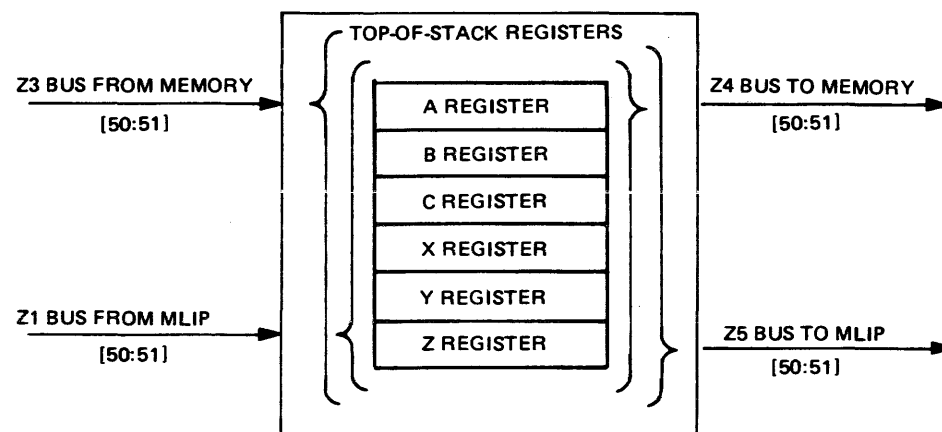 TOP-OF-STACK REGISTERS
Z3 BUS FROM MEMORY
[50:51]
Z1 BUS FROM MLIP
[50:51]
A REGISTER
B REGISTER
C REGISTER
X REGISTER
Y REGISTER
Z REGISTER
Z4 BUS TO MEMORY
[50:51]
Z5 BUS TO MLIP
[50:51]